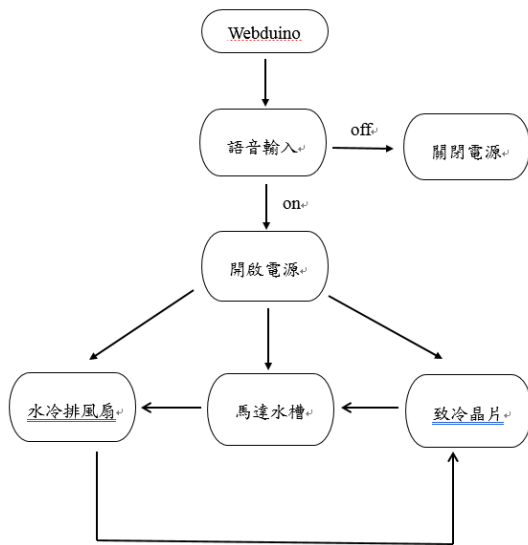 Webduino
語音輸入
off
關閉電源
on
開啟電源
水冷排風扇
馬達水槽
致冷晶片